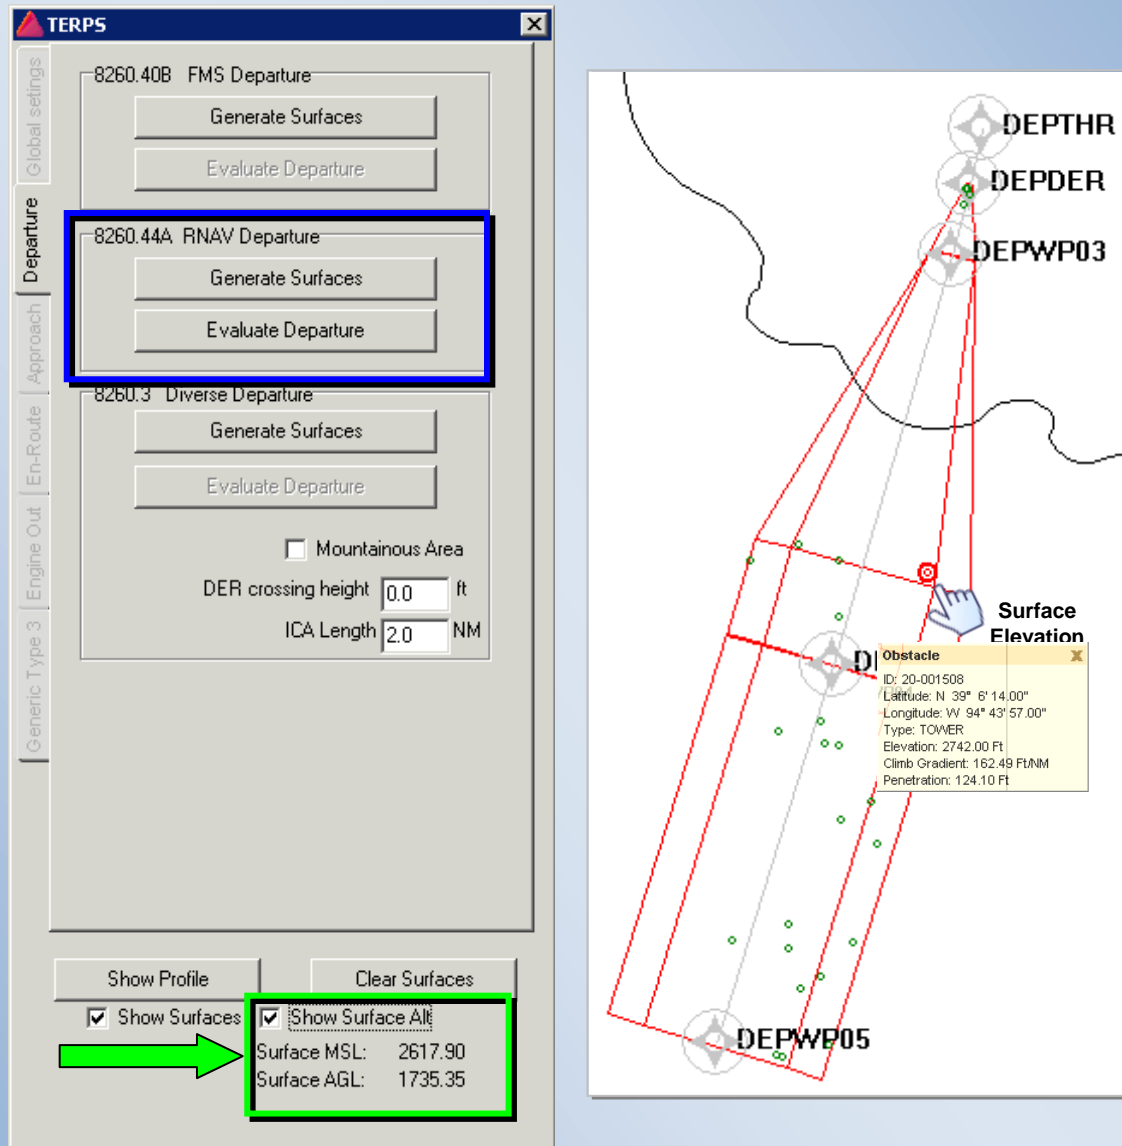 TERPS
Global setings
Departure
Approach
En-Route
Engine Out
Generic Type 3
8260.40B FMS Departure
Generate Surfaces
Evaluate Departure
8260.44A RNAV Departure
Generate Surfaces
Evaluate Departure
8260.3 Diverse Departure
Generate Surfaces
Evaluate Departure
Mountainous Area
DER crossing height 0.0 ft
ICA Length 2.0 NM
Show Profile
Clear Surfaces
Show Surfaces
Show Surface Alt
Surface MSL: 2617.90
Surface AGL: 1735.35
DEPTHR
DEPDER
DEPWP03
Surface
Elevation
Obstacle
X
ID: 20-001508
Latitude: N 39° 6' 14.00"
Longitude: W 94° 43' 57.00"
Type: TOWER
Elevation: 2742.00 Ft
Climb Gradient: 162.49 Ft/NM
Penetration: 124.10 Ft
DEPWP05